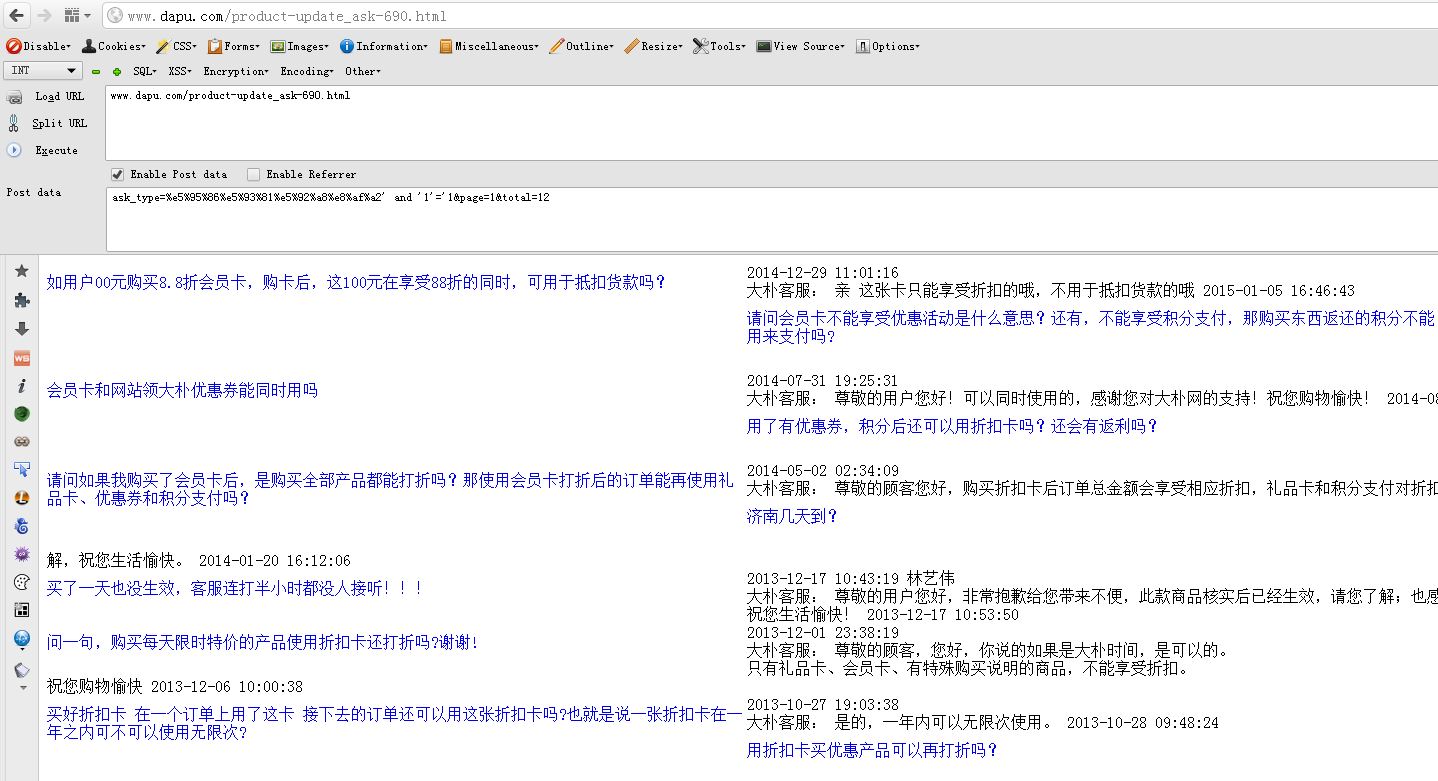 www.dapu.com/product-update_ask-690.html
Disable Cookies CSS Forms Images Information Miscellaneous Outline Resize Tools View Source Options
INT SQL XSS Encryption Encoding Other
Load URL
www.dapu.com/product-update_ask-690.html
Split URL
Execute
Enable Post data Enable Referrer
Post data
ask_type=%e5%95%86%e5%93%81%e5%92%a8%e8%af%a2' and '1'='1&page=1&total=12
如用户00元购买8.8折会员卡，购卡后，这100元在享受88折的同时，可用于抵扣货款吗？
2014-12-29 11:01:16
大朴客服： 亲 这张卡只能享受折扣的哦，不用于抵扣货款的哦 2015-01-05 16:46:43
请问会员卡不能享受优惠活动是什么意思？还有，不能享受积分支付，那购买东西返还的积分不能
用来支付吗？
会员卡和网站领大朴优惠券能同时用吗
2014-07-31 19:25:31
大朴客服： 尊敬的用户您好！可以同时使用的，感谢您对大朴网的支持！祝您购物愉快！ 2014-08
用了有优惠券，积分后还可以用折扣卡吗？还会有返利吗？
请问如果我购买了会员卡后，是购买全部产品都能打折吗？那使用会员卡打折后的订单能再使用礼
品卡、优惠券和积分支付吗？
2014-05-02 02:34:09
大朴客服： 尊敬的顾客您好，购买折扣卡后订单总金额会享受相应折扣，礼品卡和积分支付对折扣
济南几天到？
解，祝您生活愉快。 2014-01-20 16:12:06
买了一天也没生效，客服连打半小时都没人接听！！！
2013-12-17 10:43:19 林艺伟
大朴客服： 尊敬的用户您好，非常抱歉给您带来不便，此款商品核实后已经生效，请您了解；也感
祝您生活愉快！ 2013-12-17 10:53:50
问一句，购买每天限时特价的产品使用折扣卡还打折吗?谢谢！
2013-12-01 23:38:19
大朴客服： 尊敬的顾客，您好，你说的如果是大朴时间，是可以的。
只有礼品卡、会员卡、有特殊购买说明的商品，不能享受折扣。
祝您购物愉快 2013-12-06 10:00:38
买好折扣卡 在一个订单上用了这卡 接下去的订单还可以用这张折扣卡吗?也就是说一张折扣卡在一
年之内可不可以使用无限次?
2013-10-27 19:03:38
大朴客服： 是的，一年内可以无限次使用。 2013-10-28 09:48:24
用折扣卡买优惠产品可以再打折吗？